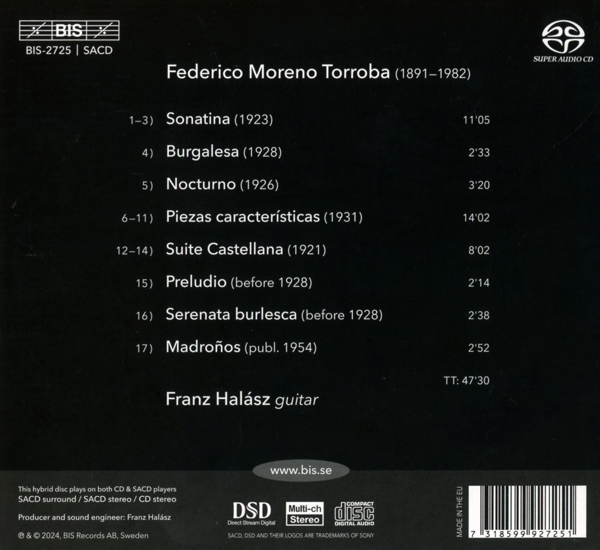 BIS
BIS-2725 | SACD
SUPER AUDIO CD
Federico Moreno Torroba (1891–1982)
1–3) Sonatina (1923) 11'05
4) Burgalesa (1928) 2'33
5) Nocturno (1926) 3'20
6–11) Piezas características (1931) 14'02
12–14) Suite Castellana (1921) 8'02
15) Preludio (before 1928) 2'14
16) Serenata burlesca (before 1928) 2'38
17) Madroños (publ. 1954) 2'52
TT: 47'30
Franz Halász guitar
www.bis.se
This hybrid disc plays on both CD & SACD players
SACD surround / SACD stereo / CD stereo
Producer and sound engineer: Franz Halász
℗ & © 2024, BIS Records AB, Sweden
DSD
Direct Stream Digital
Multi-ch
Stereo
COMPACT
disc
DIGITAL AUDIO
SACD, DSD AND THEIR LOGOS ARE TRADEMARKS OF SONY
MADE IN THE EU
7 318599 927251